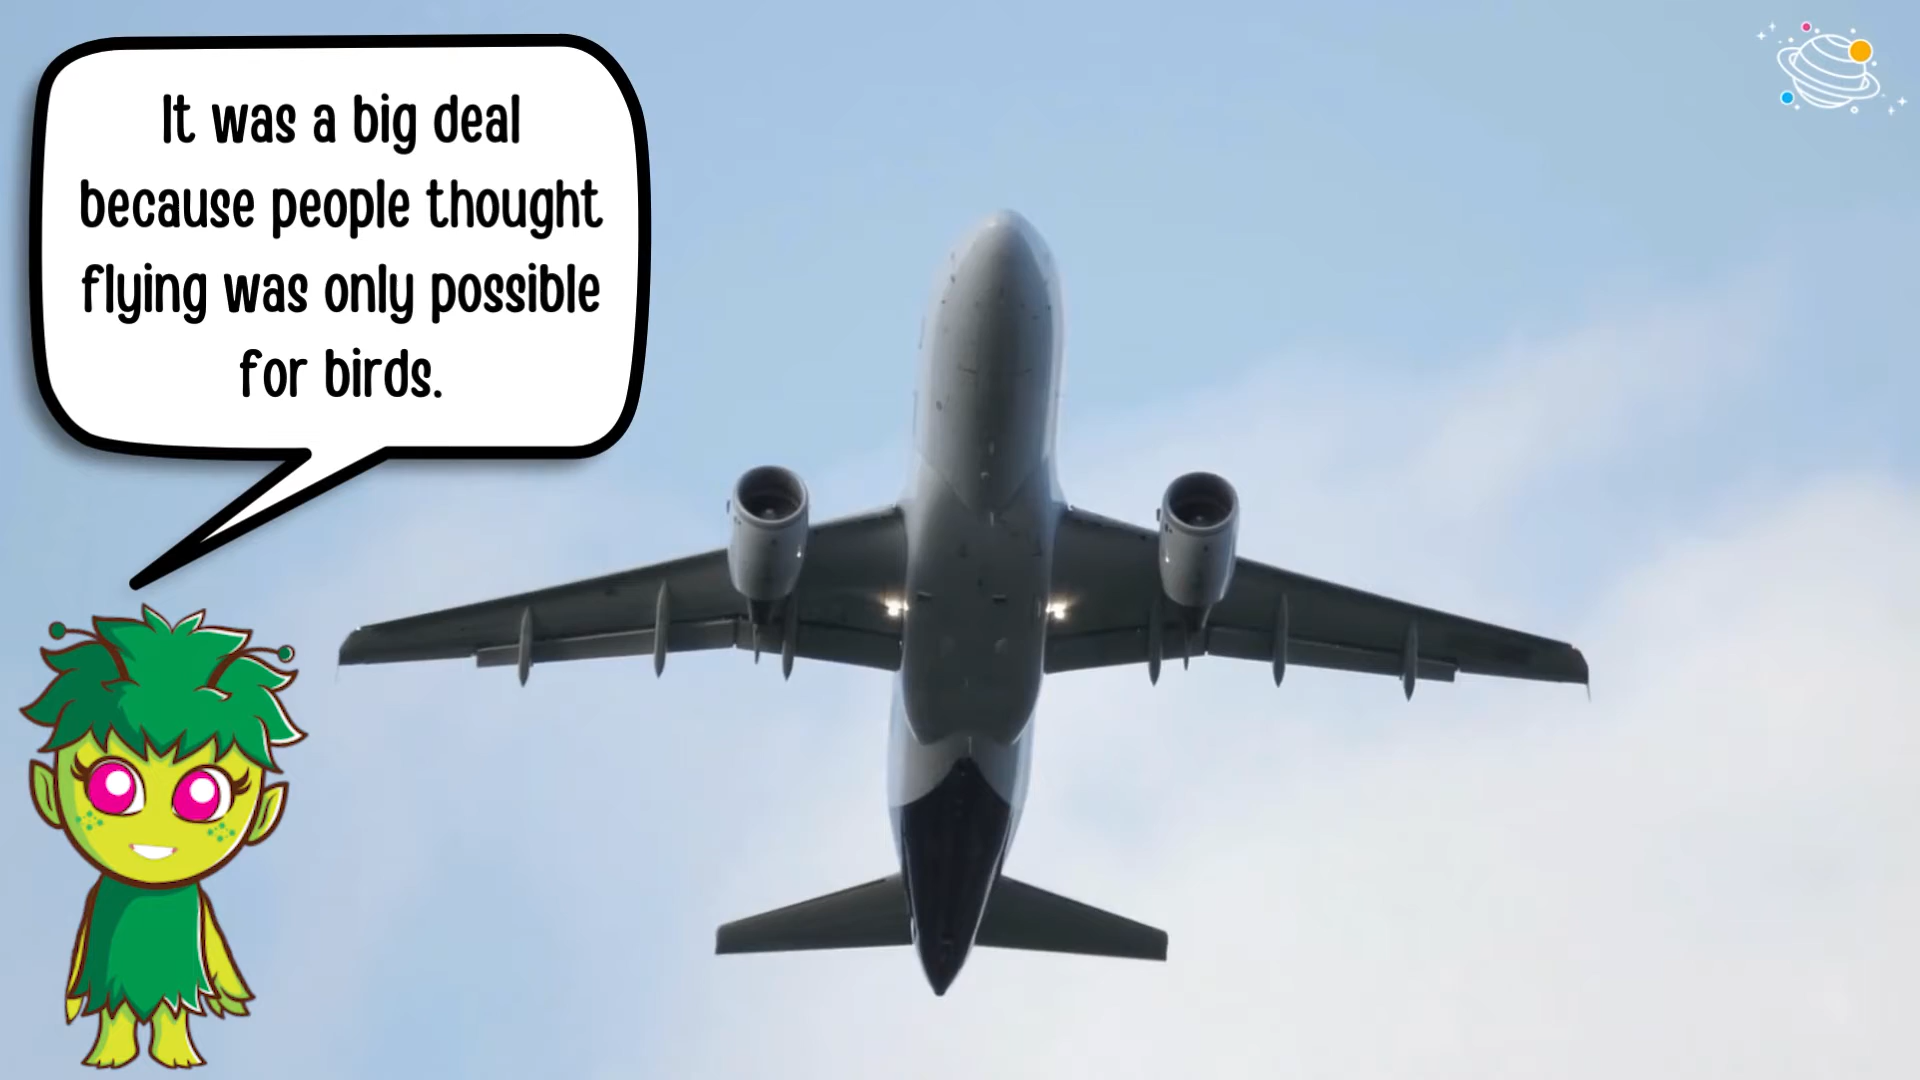 It was a big deal
because people thought
flying was only possible
for birds.